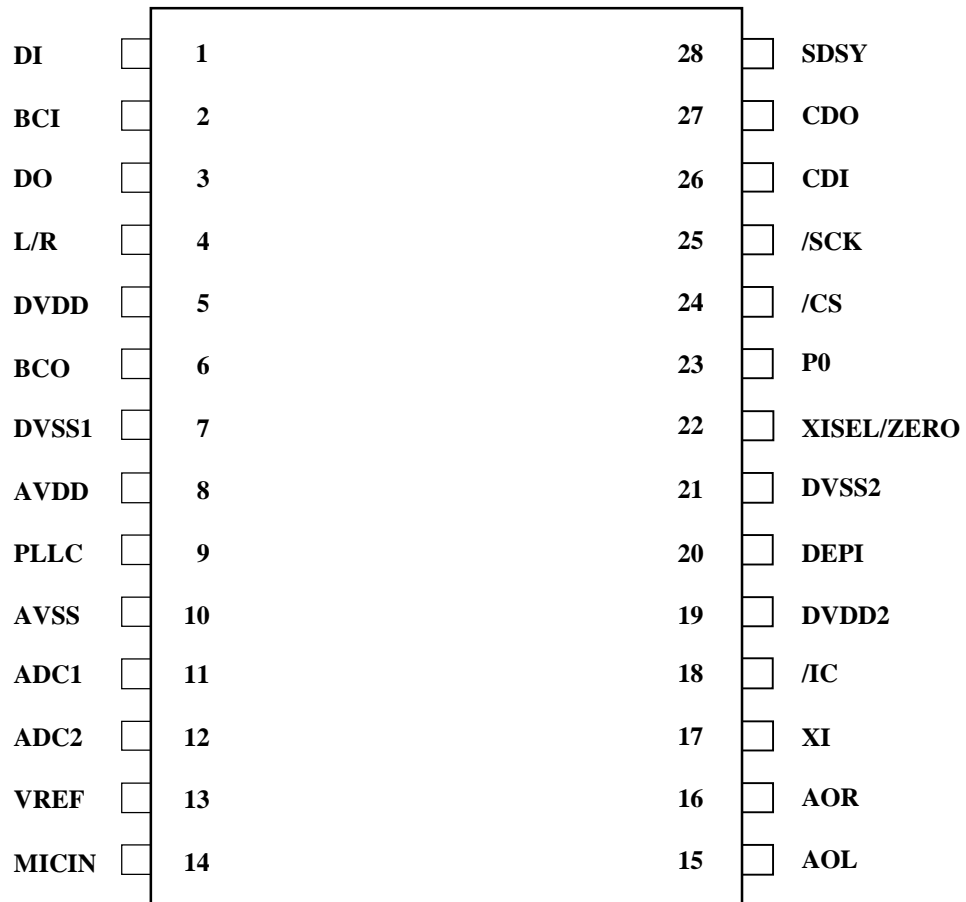 DI 1 28 SDSY
BCI 2 27 CDO
DO 3 26 CDI
L/R 4 25 /SCK
DVDD 5 24 /CS
BCO 6 23 P0
DVSS1 7 22 XISEL/ZERO
AVDD 8 21 DVSS2
PLLC 9 20 DEPI
AVSS 10 19 DVDD2
ADC1 11 18 /IC
ADC2 12 17 XI
VREF 13 16 AOR
MICIN 14 15 AOL